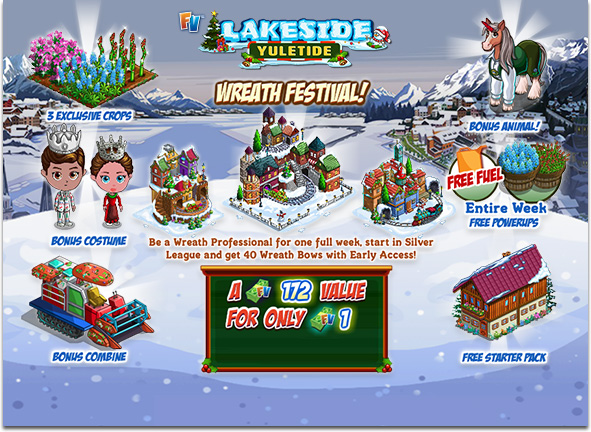 FV LAKESIDE
YULETIDE
WREATH FESTIVAL!
3 EXCLUSIVE CROPS
BONUS ANIMAL!
FREE FUEL
Entire Week
FREE POWERUPS
BONUS COSTUME
Be a Wreath Professional for one full week, start in Silver
League and get 40 Wreath Bows with Early Access!
A FV 172 VALUE
FOR ONLY FV 1
BONUS COMBINE
FREE STARTER PACK